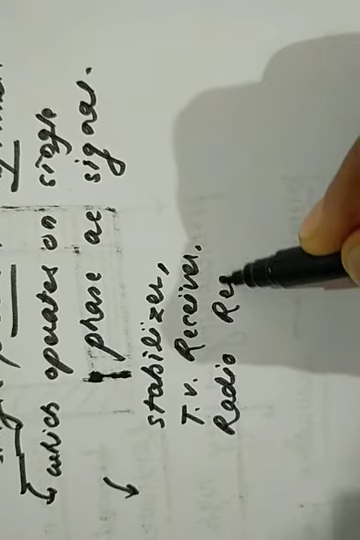 which operates on single
phase ac signal.
stabilizer,
T.V. Receiver.
Radio Re